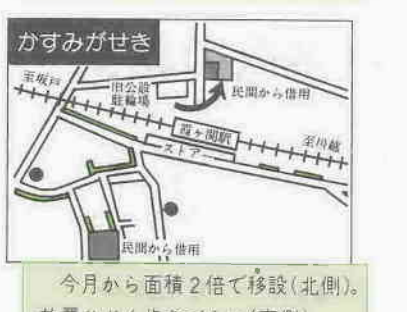 かすみがせき
至坂戸
旧公設
駐輪場
民間から借用
霞ヶ関駅
至川越
ストアー
民間から借用
今月から面積2倍で移設(北側)。